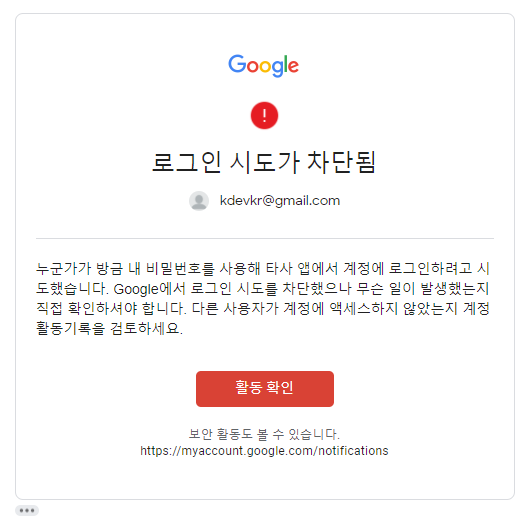 Google
로그인 시도가 차단됨
kdevkr@gmail.com
누군가가 방금 내 비밀번호를 사용해 타사 앱에서 계정에 로그인하려고 시
도했습니다. Google에서 로그인 시도를 차단했으나 무슨 일이 발생했는지
직접 확인하셔야 합니다. 다른 사용자가 계정에 액세스하지 않았는지 계정
활동기록을 검토하세요.
활동 확인
보안 활동도 볼 수 있습니다.
https://myaccount.google.com/notifications